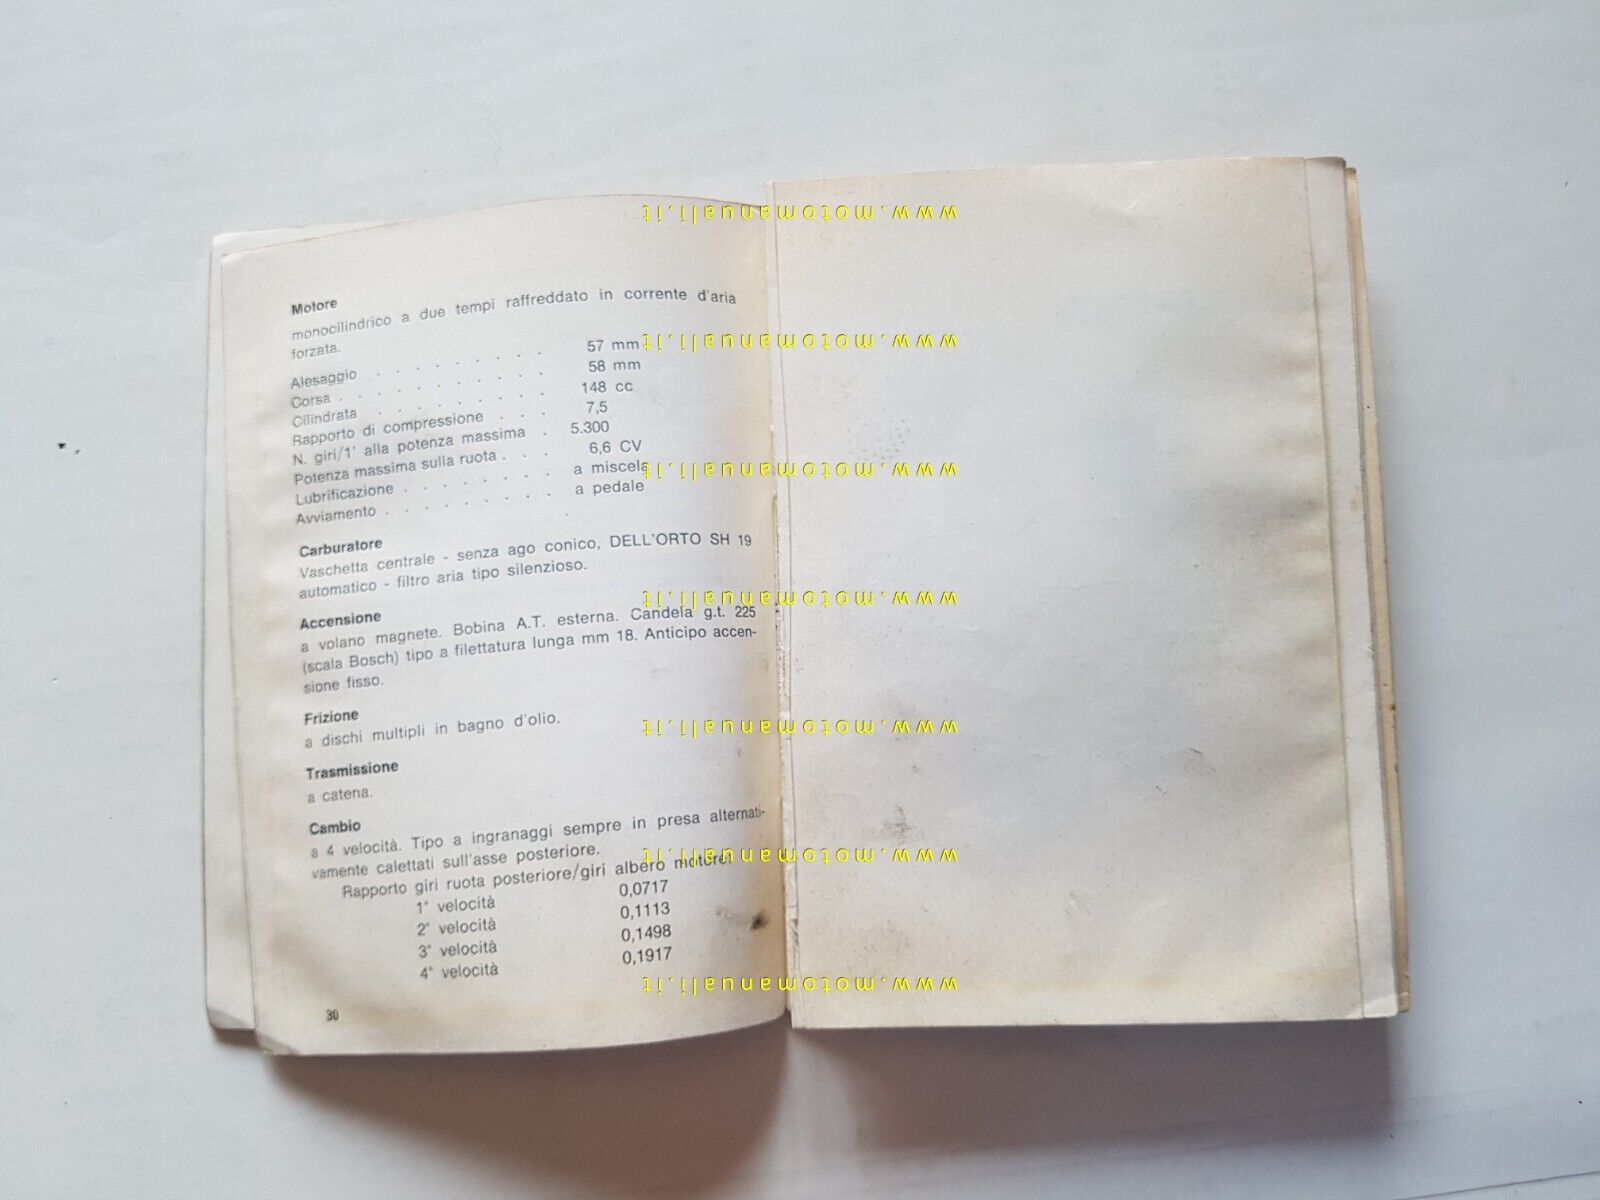 Motore
monocilindrico a due tempi raffreddato in corrente d'aria
forzata.
Alesaggio . . . . . . . . 57 mm
Corsa . . . . . . . . . 58 mm
Cilindrata . . . . . . . . 148 cc
Rapporto di compressione . . . 7,5
N. giri/1' alla potenza massima . 5.300
Potenza massima sulla ruota . . . 6,6 CV
Lubrificazione . . . . . . . a miscela
Avviamento . . . . . . . . a pedale
Carburatore
Vaschetta centrale - senza ago conico, DELL'ORTO SH 19
automatico - filtro aria tipo silenzioso.
Accensione
a volano magnete. Bobina A.T. esterna. Candela g.t. 225
(scala Bosch) tipo a filettatura lunga mm 18. Anticipo accen-
sione fisso.
Frizione
a dischi multipli in bagno d'olio.
Trasmissione
a catena.
Cambio
a 4 velocità. Tipo a ingranaggi sempre in presa alternati-
vamente calettati sull'asse posteriore.
Rapporto giri ruota posteriore/giri albero motore:
1ª velocità 0,0717
2ª velocità 0,1113
3ª velocità 0,1498
4ª velocità 0,1917
30
www.motomanuali.it
www.motomanuali.it
www.motomanuali.it
www.motomanuali.it
www.motomanuali.it
www.motomanuali.it
www.motomanuali.it